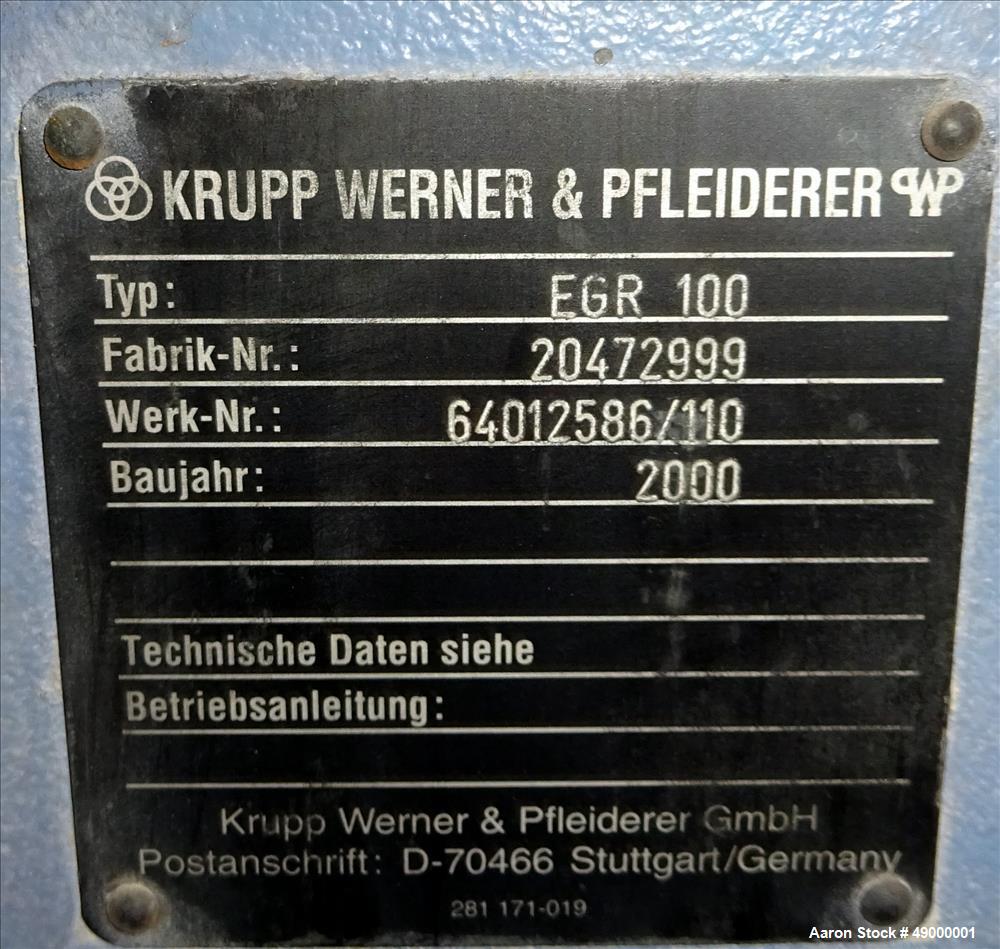 KRUPP WERNER & PFLEIDERER WP
Typ: EGR 100
Fabrik-Nr.: 20472999
Werk-Nr.: 64012586/110
Baujahr: 2000
Technische Daten siehe
Betriebsanleitung:
Krupp Werner & Pfleiderer GmbH
Postanschrift: D-70466 Stuttgart/Germany
281 171-019
Aaron Stock # 49000001